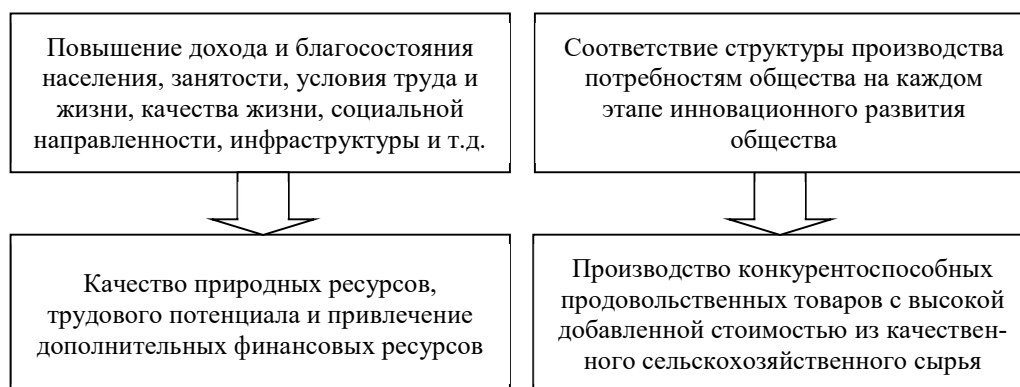 Повышение дохода и благосостояния
населения, занятости, условия труда и
жизни, качества жизни, социальной
направленности, инфраструктуры и т.д.
Соответствие структуры производства
потребностям общества на каждом
этапе инновационного развития
общества
Качество природных ресурсов,
трудового потенциала и привлечение
дополнительных финансовых ресурсов
Производство конкурентоспособных
продовольственных товаров с высокой
добавленной стоимостью из качествен-
ного сельскохозяйственного сырья